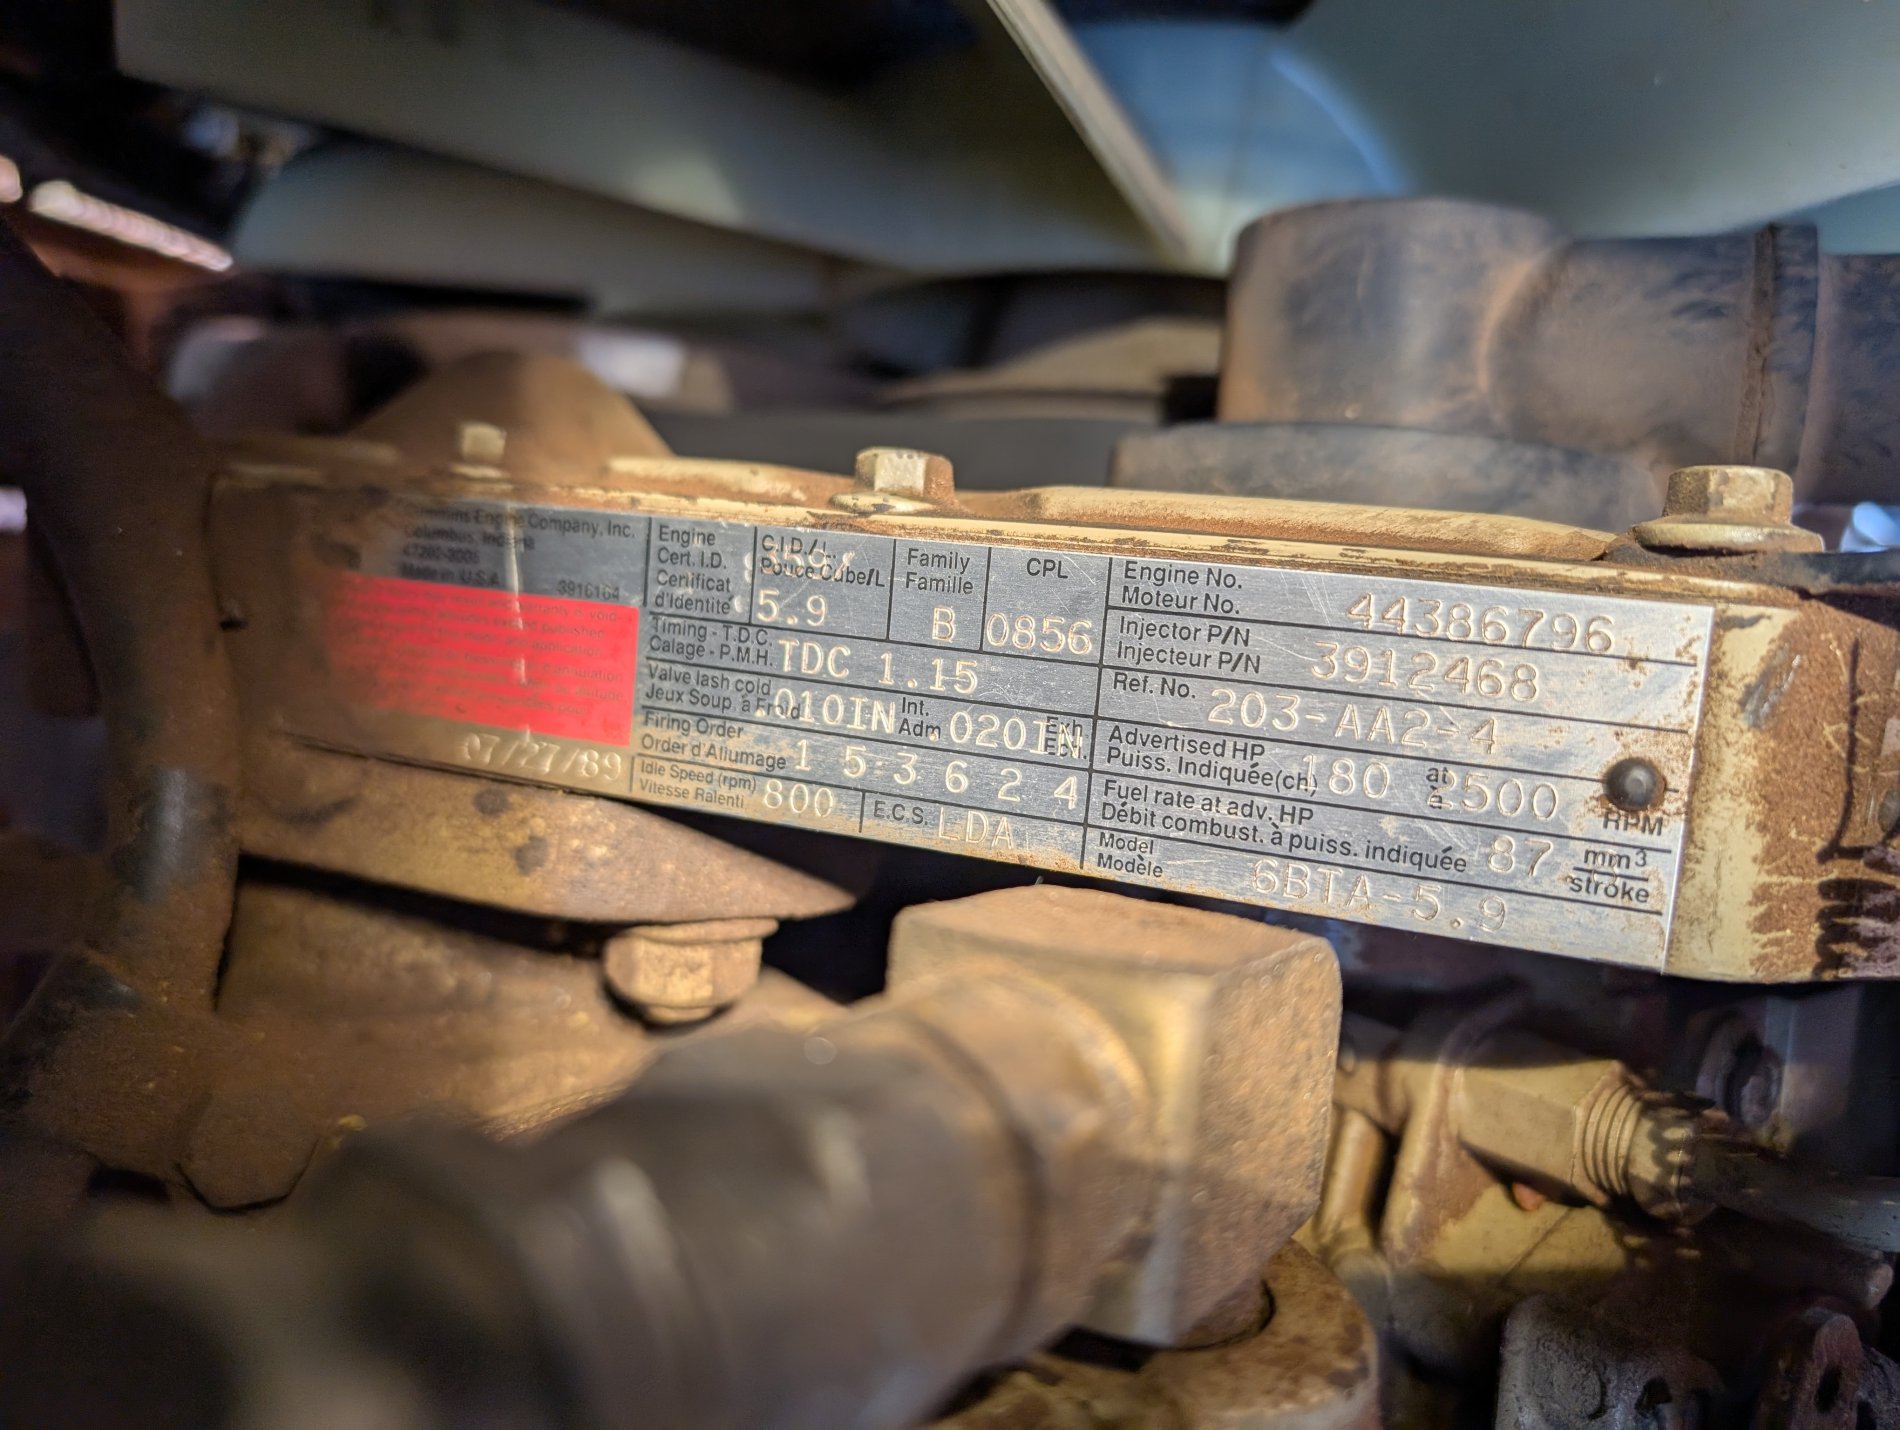 Engine Company, Inc.
Columbus, Indiana
47202-3005
Made in U.S.A.
3916164
07/27/89
Engine
Cert. I.D.
Certificat
d'Identité
C.I.D./L.
Pouce Cube/L
5.9
Family
Famille
B
CPL
0856
Timing - T.D.C.
Calage - P.M.H.
TDC 1.15
Valve lash cold
Jeux Soup à Froid
.010IN
Int.
Adm
020IN
Exh.
Ech.
Firing Order
Order d'Allumage
1 5 3 6 2 4
Idle Speed (rpm)
Vitesse Ralenti
800
E.C.S.
LDA
Engine No.
Moteur No.
44386796
Injector P/N
Injecteur P/N
3912468
Ref. No.
203-AA2-4
Advertised HP
Puiss. Indiquée(ch)
180
at
à
2500
RPM
Fuel rate at adv. HP
Débit combust. à puiss. indiquée
87
mm3
stroke
Model
Modèle
6BTA-5.9